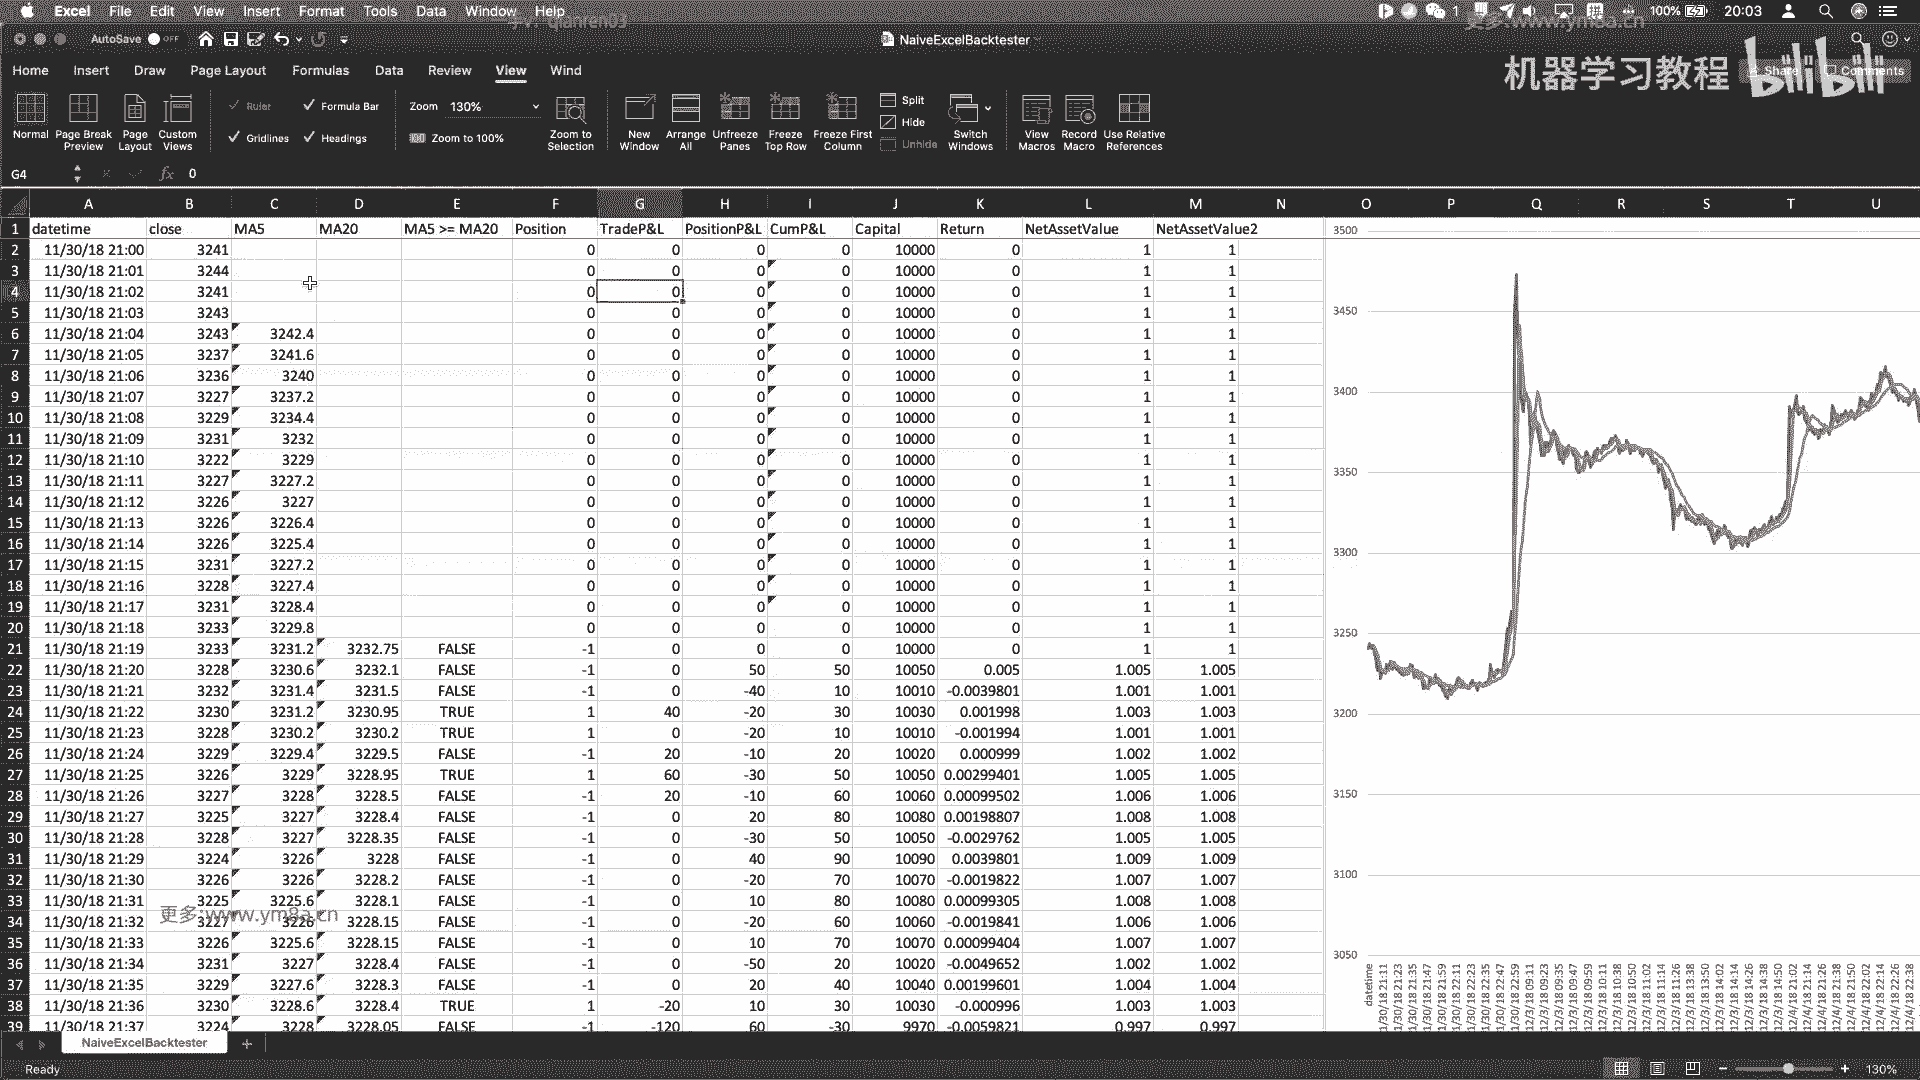 Excel File Edit View Insert Format Tools Data Window Help 1 100% 20:03
更多:www.ym8a.cn
AutoSave OFF NaiveExcelBacktester
机器学习教程 bilibili
Home Insert Draw Page Layout Formulas Data Review View Wind Share Comments
Normal Page Break Preview Page Layout Custom Views Ruler Formula Bar Gridlines Headings Zoom 130% Zoom to 100% Zoom to Selection New Window Arrange All Unfreeze Panes Freeze Top Row Freeze First Column Split Hide Unhide Switch Windows View Macros Record Macro Use Relative References
G4 fx 0
A B C D E F G H I J K L M N O P Q R S T U
1 datetime close MA5 MA20 MA5 >= MA20 Position TradeP&L PositionP&L CumP&L Capital Return NetAssetValue NetAssetValue2
2 11/30/18 21:00 3241 0 0 0 0 10000 0 1 1
3 11/30/18 21:01 3244 0 0 0 0 10000 0 1 1
4 11/30/18 21:02 3241 0 0 0 0 10000 0 1 1
5 11/30/18 21:03 3243 0 0 0 0 10000 0 1 1
6 11/30/18 21:04 3243 3242.4 0 0 0 0 10000 0 1 1
7 11/30/18 21:05 3237 3241.6 0 0 0 0 10000 0 1 1
8 11/30/18 21:06 3236 3240 0 0 0 0 10000 0 1 1
9 11/30/18 21:07 3227 3237.2 0 0 0 0 10000 0 1 1
10 11/30/18 21:08 3229 3234.4 0 0 0 0 10000 0 1 1
11 11/30/18 21:09 3231 3232 0 0 0 0 10000 0 1 1
12 11/30/18 21:10 3222 3229 0 0 0 0 10000 0 1 1
13 11/30/18 21:11 3227 3227.2 0 0 0 0 10000 0 1 1
14 11/30/18 21:12 3226 3227 0 0 0 0 10000 0 1 1
15 11/30/18 21:13 3226 3226.4 0 0 0 0 10000 0 1 1
16 11/30/18 21:14 3226 3225.4 0 0 0 0 10000 0 1 1
17 11/30/18 21:15 3231 3227.2 0 0 0 0 10000 0 1 1
18 11/30/18 21:16 3228 3227.4 0 0 0 0 10000 0 1 1
19 11/30/18 21:17 3231 3228.4 0 0 0 0 10000 0 1 1
20 11/30/18 21:18 3233 3229.8 0 0 0 0 10000 0 1 1
21 11/30/18 21:19 3233 3231.2 3232.75 FALSE -1 0 0 0 10000 0 1 1
22 11/30/18 21:20 3228 3230.6 3232.1 FALSE -1 0 50 50 10050 0.005 1.005 1.005
23 11/30/18 21:21 3232 3231.4 3231.5 FALSE -1 0 -40 10 10010 -0.0039801 1.001 1.001
24 11/30/18 21:22 3230 3231.2 3230.95 TRUE 1 40 -20 30 10030 0.001998 1.003 1.003
25 11/30/18 21:23 3228 3230.2 3230.2 TRUE 1 0 -20 10 10010 -0.001994 1.001 1.001
26 11/30/18 21:24 3229 3229.4 3229.5 FALSE -1 20 -10 20 10020 0.000999 1.002 1.002
27 11/30/18 21:25 3226 3229 3228.95 TRUE 1 60 -30 50 10050 0.00299401 1.005 1.005
28 11/30/18 21:26 3227 3228 3228.5 FALSE -1 20 -10 60 10060 0.00099502 1.006 1.006
29 11/30/18 21:27 3225 3227 3228.4 FALSE -1 0 20 80 10080 0.00198807 1.008 1.008
30 11/30/18 21:28 3228 3227 3228.35 FALSE -1 0 -30 50 10050 -0.0029762 1.005 1.005
31 11/30/18 21:29 3224 3226 3228 FALSE -1 0 40 90 10090 0.0039801 1.009 1.009
32 11/30/18 21:30 3226 3226 3228.2 FALSE -1 0 -20 70 10070 -0.0019822 1.007 1.007
33 11/30/18 21:31 3225 3225.6 3228.1 FALSE -1 0 10 80 10080 0.00099305 1.008 1.008
更多:www.ym8a.cn
34 11/30/18 21:32 3227 3226 3228.15 FALSE -1 0 -20 60 10060 -0.0019841 1.006 1.006
35 11/30/18 21:33 3226 3225.6 3228.15 FALSE -1 0 10 70 10070 0.00099404 1.007 1.007
36 11/30/18 21:34 3231 3227 3228.4 FALSE -1 0 -50 20 10020 -0.0049652 1.002 1.002
37 11/30/18 21:35 3229 3227.6 3228.3 FALSE -1 0 20 40 10040 0.00199601 1.004 1.004
38 11/30/18 21:36 3230 3228.6 3228.4 TRUE 1 -20 10 30 10030 -0.000996 1.003 1.003
39 11/30/18 21:37 3224 3228 3228.05 FALSE -1 -120 60 -30 9970 -0.0059821 0.997 0.997
3500
3450
3400
3350
3300
3250
3200
3150
3100
3050
datetime
NaiveExcelBacktester
Ready 130%